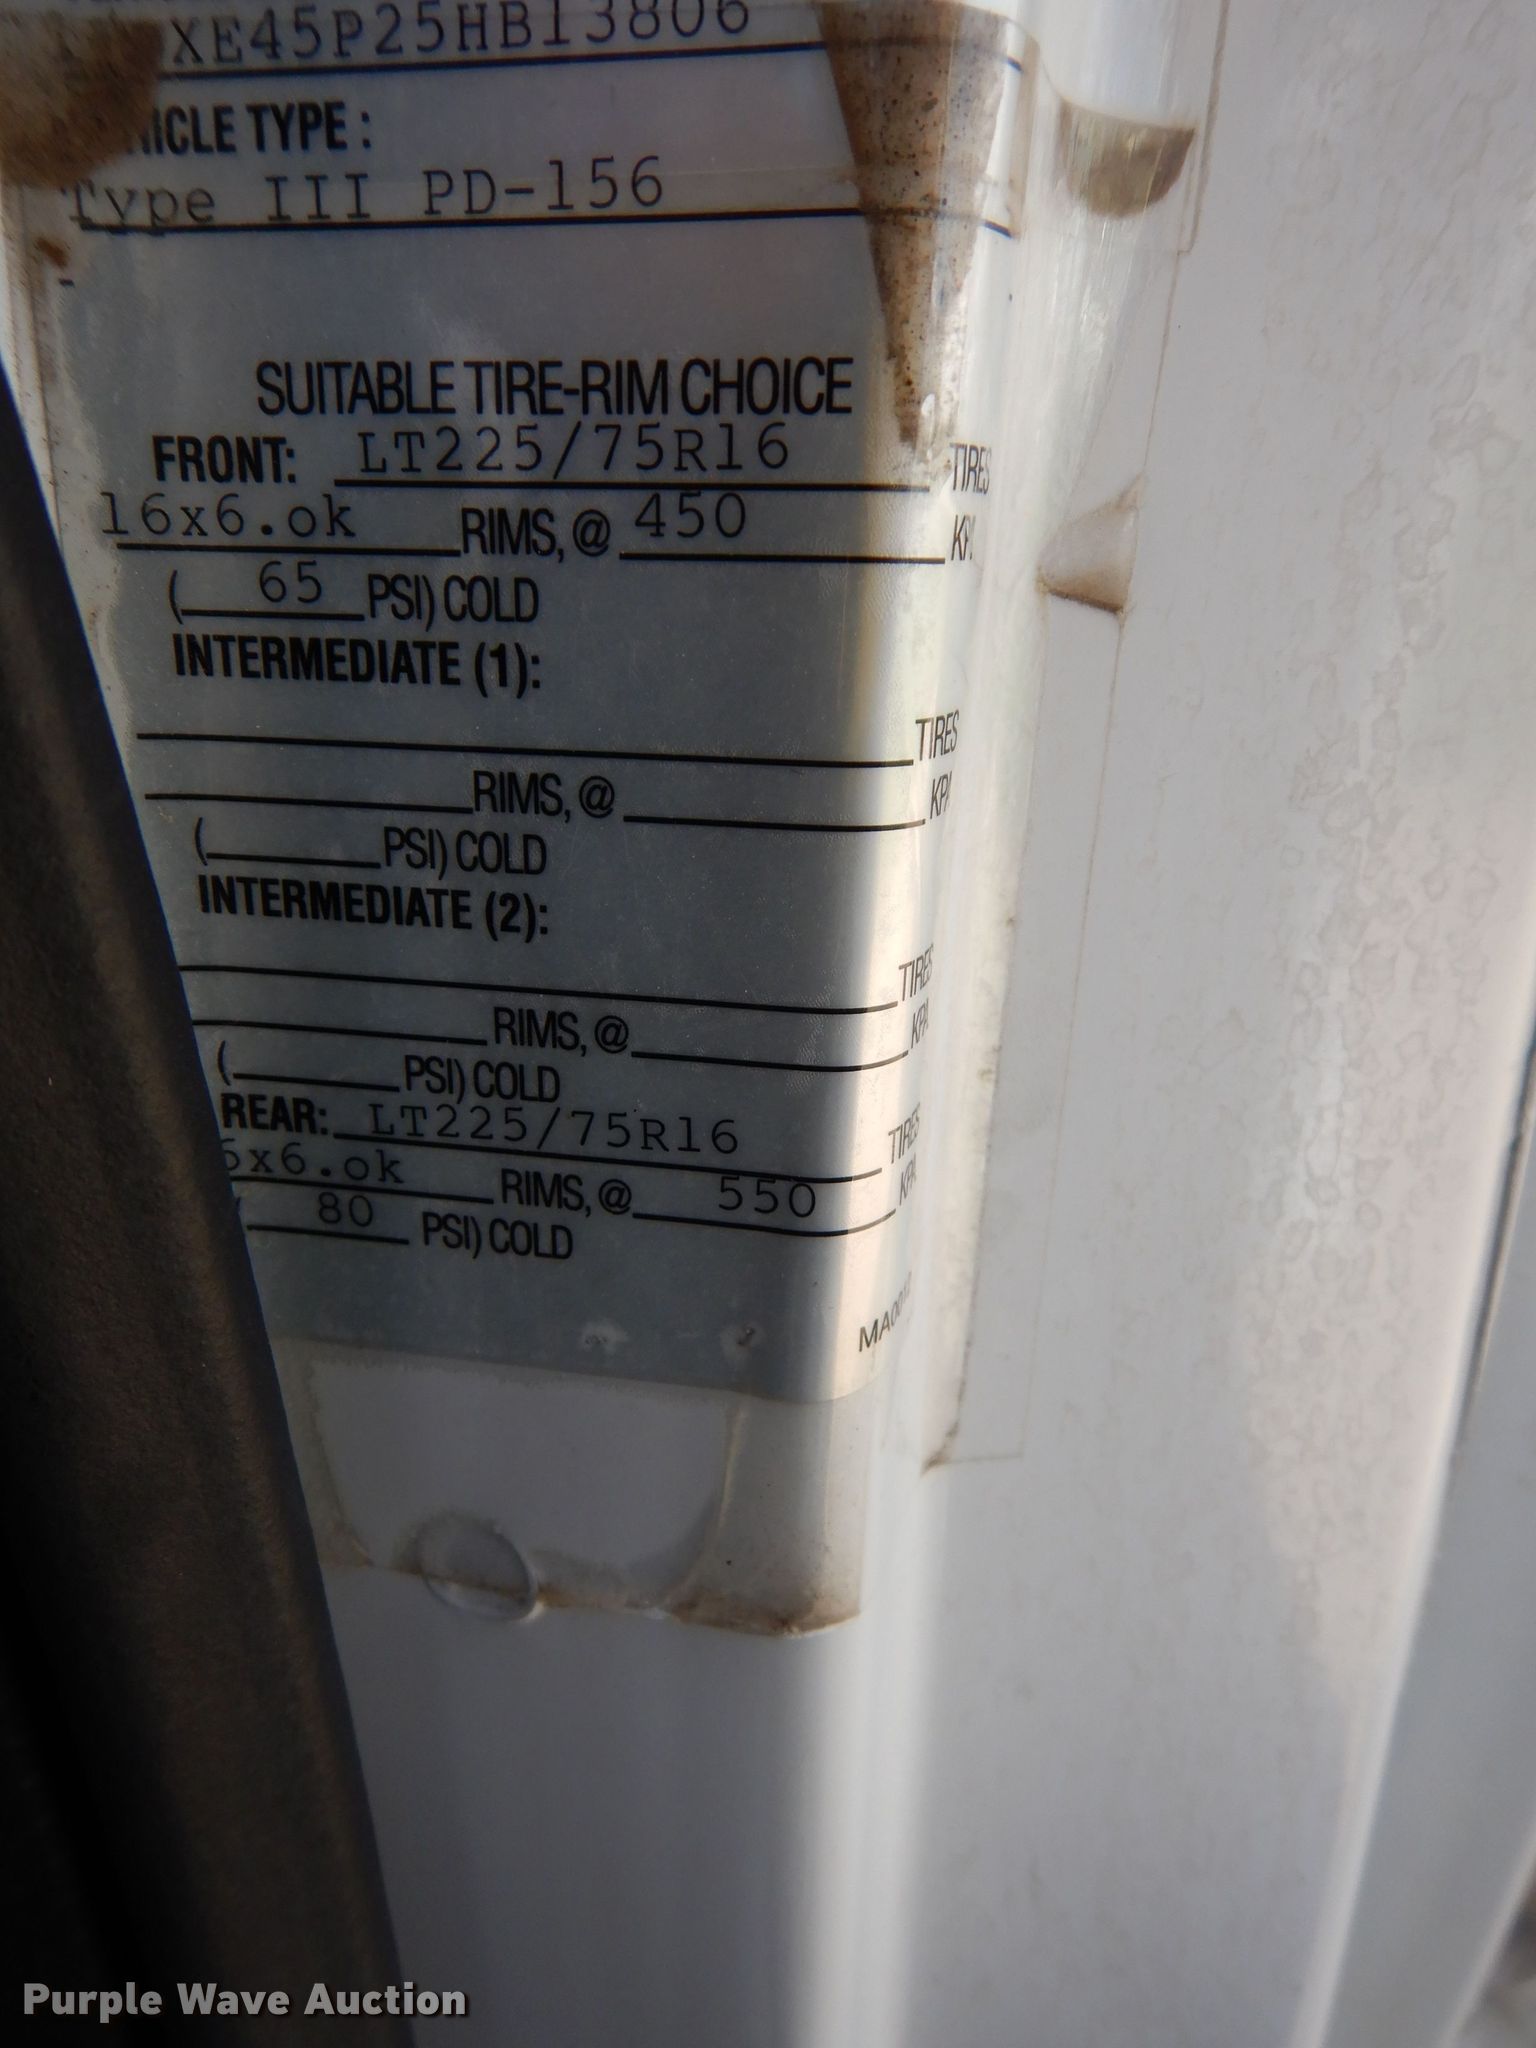 XE45P25HB13806
VEHICLE TYPE :
Type III PD-156
SUITABLE TIRE-RIM CHOICE
FRONT: LT225/75R16 TIRES
16x6.ok RIMS, @ 450 KPA
( 65 PSI) COLD
INTERMEDIATE (1):
TIRES
RIMS, @ KPA
( PSI) COLD
INTERMEDIATE (2):
TIRES
RIMS, @ KPA
( PSI) COLD
REAR: LT225/75R16 TIRES
6x6.ok RIMS, @ 550 KPA
( 80 PSI) COLD
Purple Wave Auction